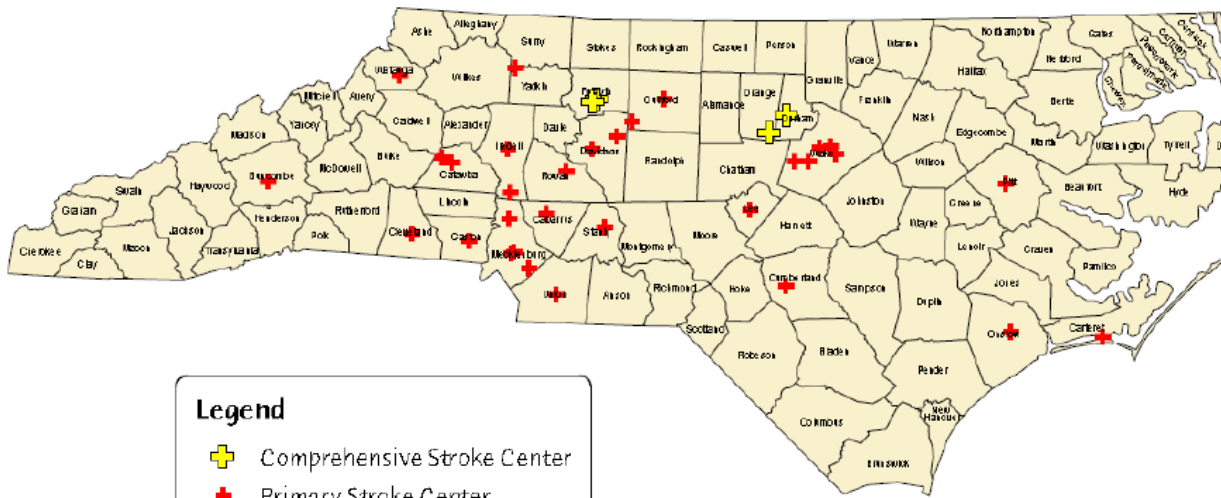 Ashe
Alleghany
Surry
Stokes
Rockingham
Caswell
Person
Granville
Vance
Warren
Northampton
Gates
Hertford
Halifax
Watauga
Wilkes
Yadkin
Forsyth
Guilford
Alamance
Orange
Durham
Franklin
Bertie
Mitchell
Avery
Yancey
Madison
Caldwell
Alexander
Iredell
Davie
Davidson
Randolph
Chatham
Wake
Nash
Edgecombe
Martin
Washington
Tyrrell
Buncombe
McDowell
Burke
Catawba
Rowan
Wilson
Pitt
Beaufort
Hyde
Swain
Haywood
Graham
Jackson
Henderson
Rutherford
Polk
Lincoln
Cleveland
Gaston
Cabarrus
Stanly
Montgomery
Moore
Lee
Harnett
Johnston
Wayne
Greene
Lenoir
Craven
Pamlico
Cherokee
Clay
Macon
Transylvania
Mecklenburg
Union
Anson
Richmond
Hoke
Scotland
Cumberland
Sampson
Duplin
Jones
Onslow
Carteret
Robeson
Bladen
Pender
New
Hanover
Columbus
Brunswick
Legend
Comprehensive Stroke Center
Primary Stroke Center